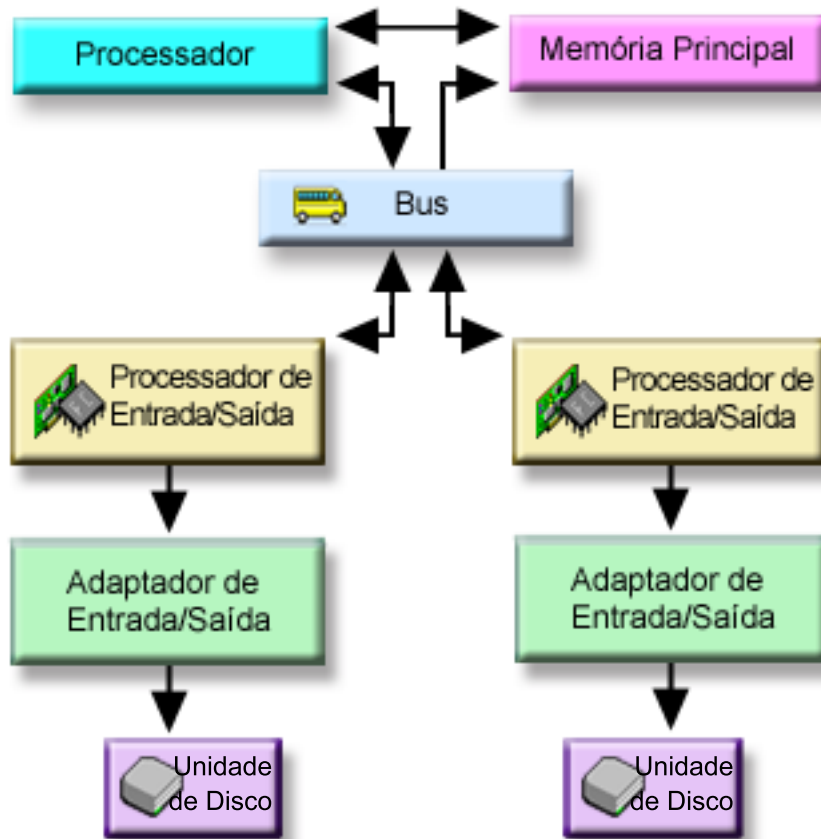 Processador
Memória Principal
Bus
Processador de
Entrada/Saída
Processador de
Entrada/Saída
Adaptador de
Entrada/Saída
Adaptador de
Entrada/Saída
Unidade
de Disco
Unidade
de Disco